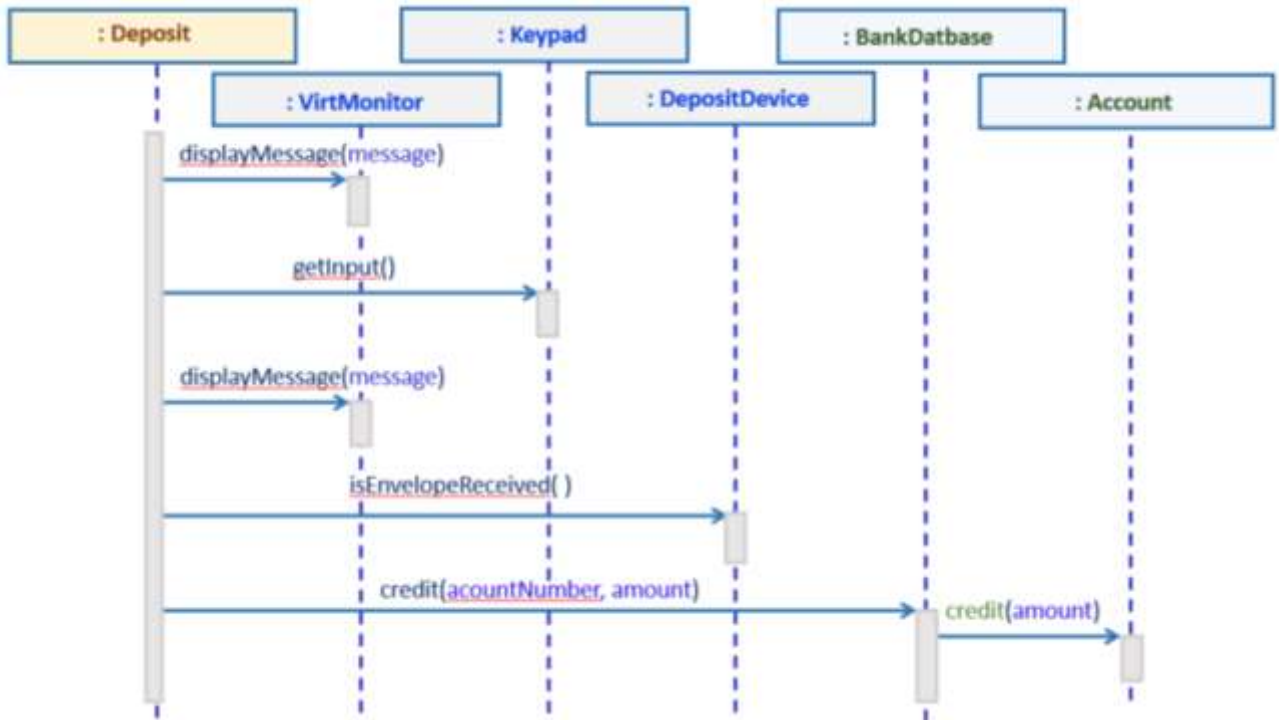 : Deposit
: Keypad
: BankDatbase
: VirtMonitor
: DepositDevice
: Account
displayMessage(message)
getInput()
displayMessage(message)
isEnvelopeReceived( )
credit(acountNumber, amount)
credit(amount)